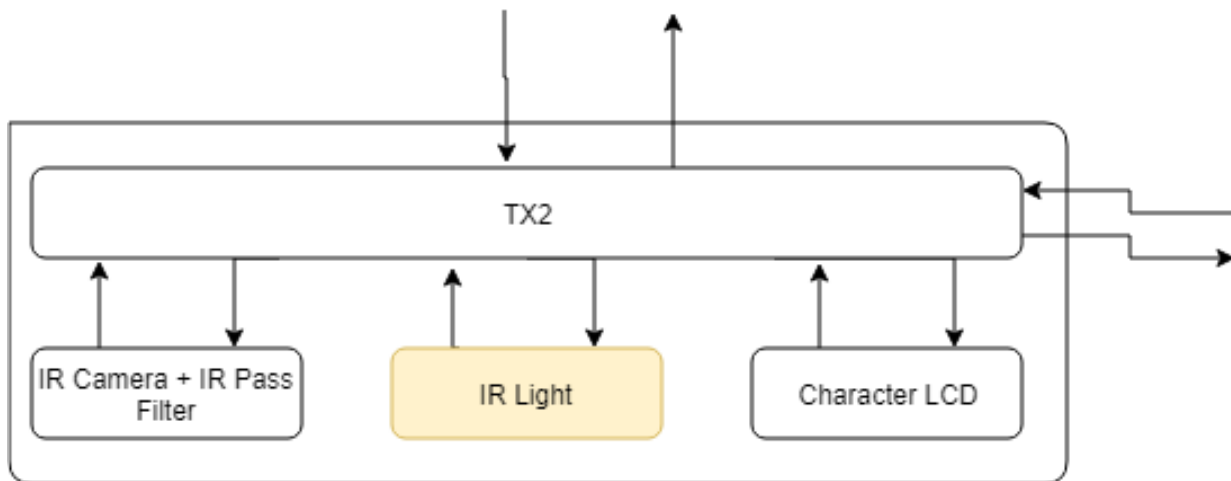 TX2
IR Camera + IR Pass
Filter
IR Light
Character LCD